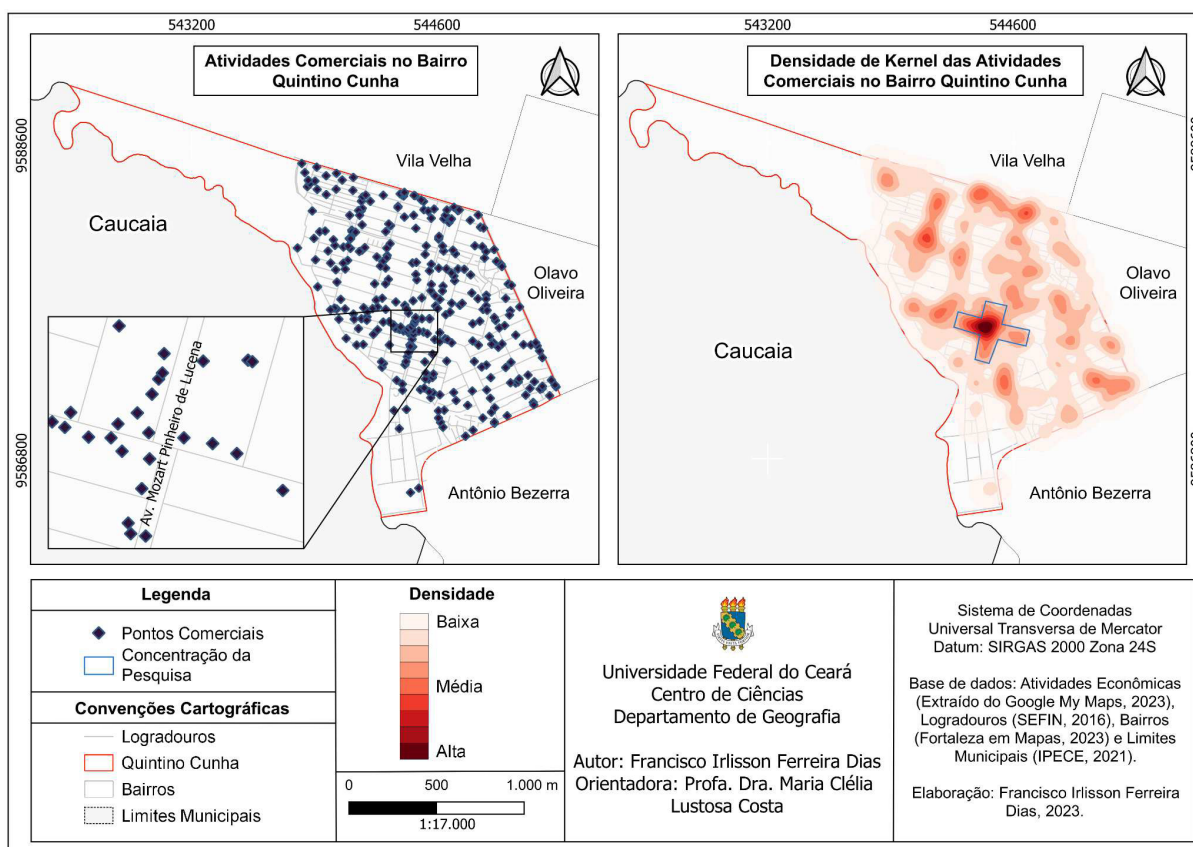 543200
544600
543200
544600
Atividades Comerciais no Bairro
Quintino Cunha
9588600
9586800
Vila Velha
Caucaia
Olavo
Oliveira
Av. Mozart Pinheiro de Lucena
Antônio Bezerra
Densidade de Kernel das Atividades
Comerciais no Bairro Quintino Cunha
Vila Velha
Olavo
Oliveira
Caucaia
Antônio Bezerra
Legenda
Pontos Comerciais
Concentração da
Pesquisa
Convenções Cartográficas
Logradouros
Quintino Cunha
Bairros
Limites Municipais
Densidade
Baixa
Média
Alta
0 500 1.000 m
1:17.000
Universidade Federal do Ceará
Centro de Ciências
Departamento de Geografia
Autor: Francisco Irlisson Ferreira Dias
Orientadora: Profa. Dra. Maria Clélia
Lustosa Costa
Sistema de Coordenadas
Universal Transversa de Mercator
Datum: SIRGAS 2000 Zona 24S
Base de dados: Atividades Econômicas
(Extraído do Google My Maps, 2023),
Logradouros (SEFIN, 2016), Bairros
(Fortaleza em Mapas, 2023) e Limites
Municipais (IPECE, 2021).
Elaboração: Francisco Irlisson Ferreira
Dias, 2023.